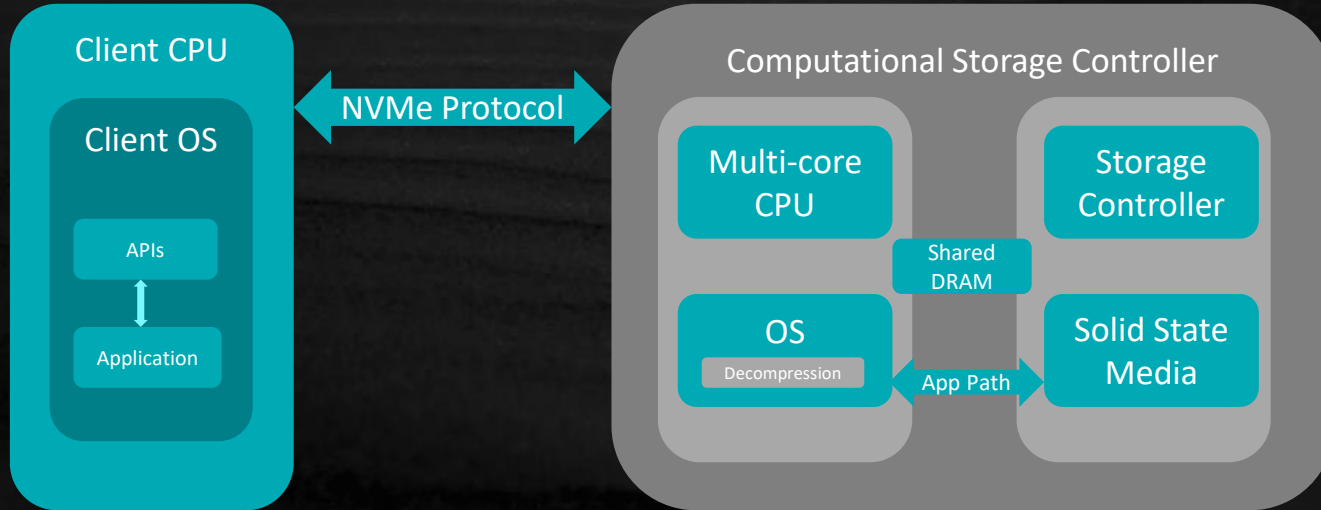 Client CPU
Client OS
APIs
Application
NVMe Protocol
Computational Storage Controller
Multi-core
CPU
OS
Decompression
Shared
DRAM
App Path
Storage
Controller
Solid State
Media